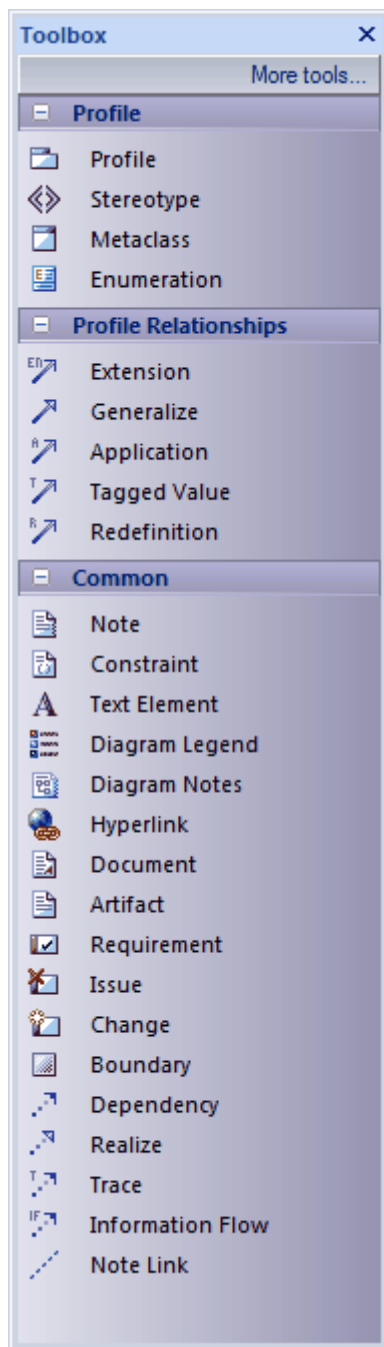 Toolbox
More tools...
Profile
Profile
Stereotype
Metaclass
Enumeration
Profile Relationships
Extension
Generalize
Application
Tagged Value
Redefinition
Common
Note
Constraint
Text Element
Diagram Legend
Diagram Notes
Hyperlink
Document
Artifact
Requirement
Issue
Change
Boundary
Dependency
Realize
Trace
Information Flow
Note Link